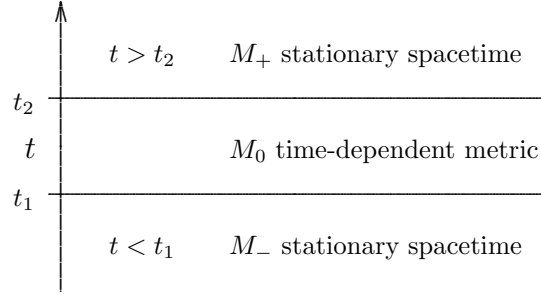 t > t₂ M₊ stationary spacetime
t₂
t M₀ time-dependent metric
t₁
t < t₁ M₋ stationary spacetime